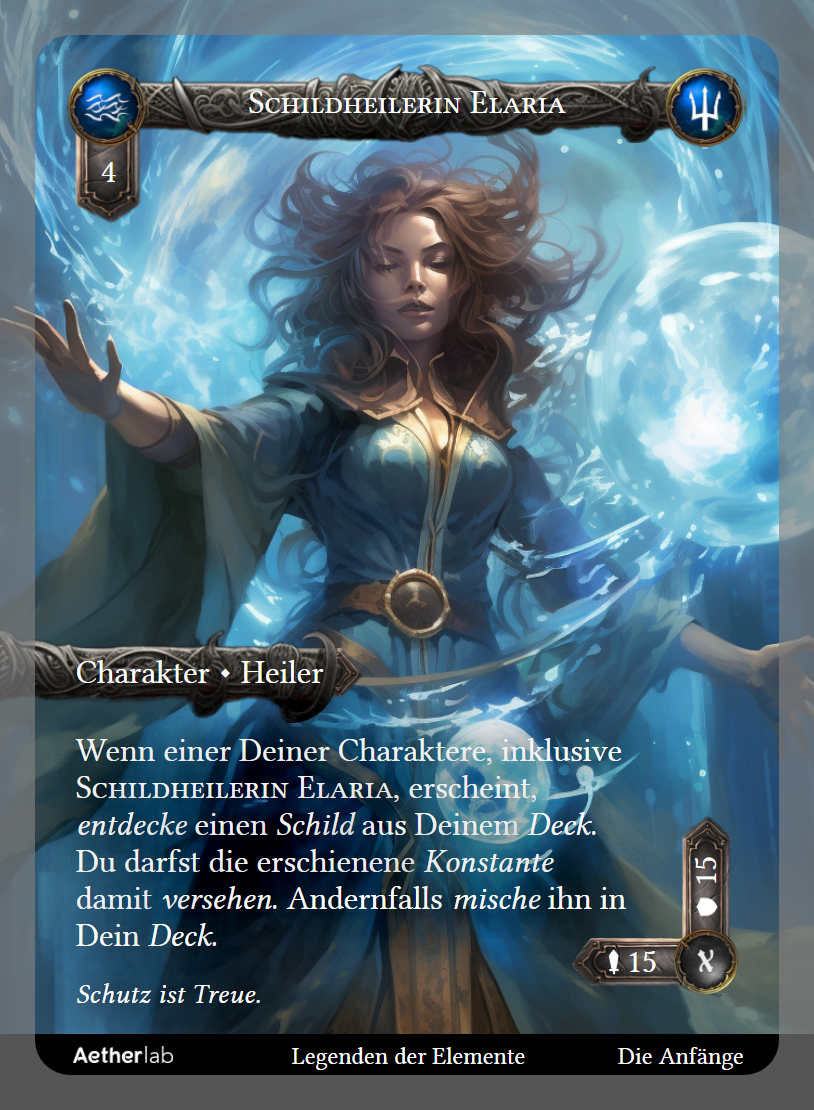 Schildheilerin Elaria
4
Charakter • Heiler
Wenn einer Deiner Charaktere, inklusive
Schildheilerin Elaria, erscheint,
entdecke einen Schild aus Deinem Deck.
Du darfst die erschienene Konstante
damit versehen. Andernfalls mische ihn in
Dein Deck.
Schutz ist Treue.
15
15
Aetherlab
Legenden der Elemente
Die Anfänge